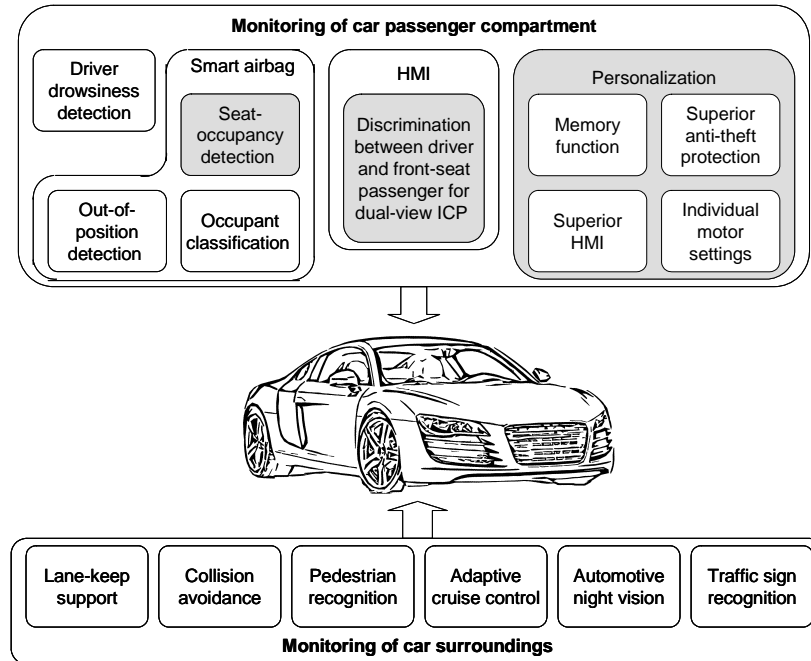 Monitoring of car passenger compartment
Driver
drowsiness
detection
Smart airbag
Seat-
occupancy
detection
Out-of-
position
detection
Occupant
classification
HMI
Discrimination
between driver
and front-seat
passenger for
dual-view ICP
Personalization
Memory
function
Superior
anti-theft
protection
Superior
HMI
Individual
motor
settings
Lane-keep
support
Collision
avoidance
Pedestrian
recognition
Adaptive
cruise control
Automotive
night vision
Traffic sign
recognition
Monitoring of car surroundings